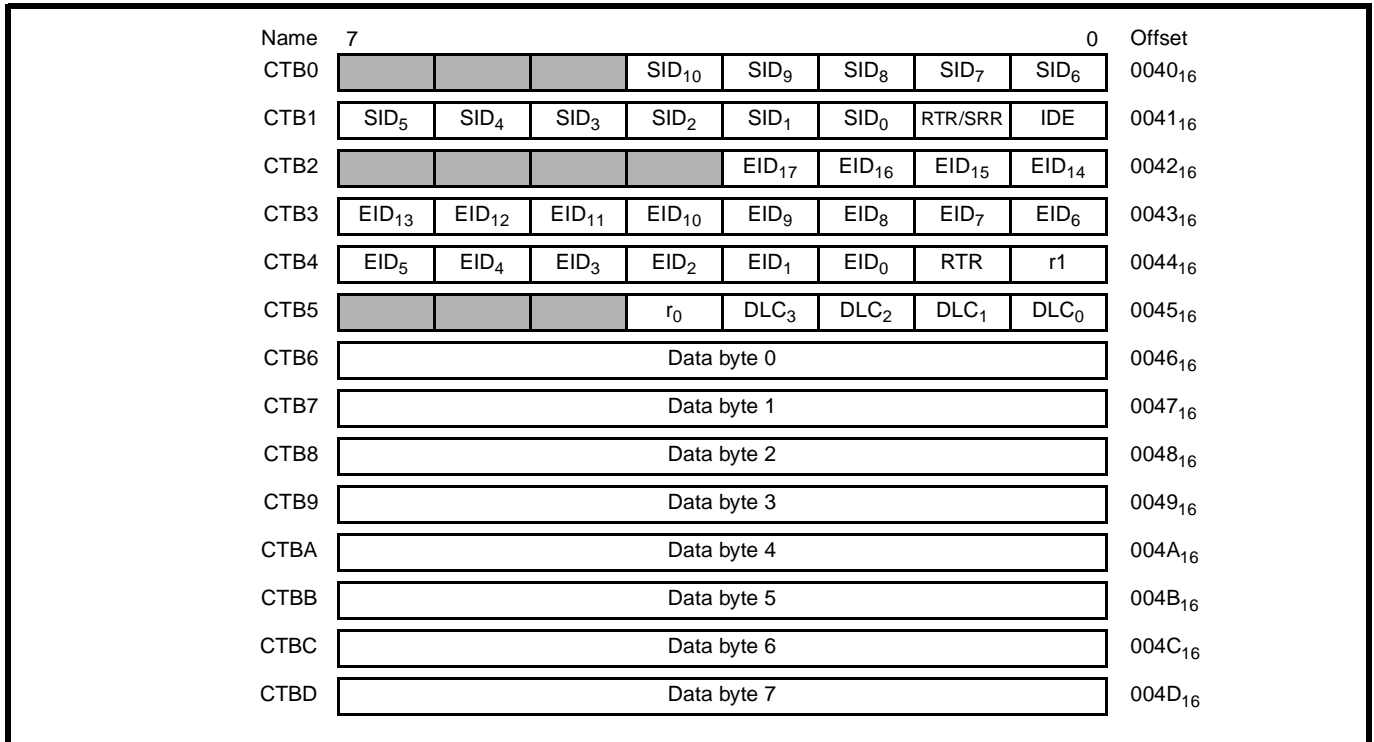 Name 7 0 Offset
CTB0 SID₁₀ SID₉ SID₈ SID₇ SID₆ 0040₁₆
CTB1 SID₅ SID₄ SID₃ SID₂ SID₁ SID₀ RTR/SRR IDE 0041₁₆
CTB2 EID₁₇ EID₁₆ EID₁₅ EID₁₄ 0042₁₆
CTB3 EID₁₃ EID₁₂ EID₁₁ EID₁₀ EID₉ EID₈ EID₇ EID₆ 0043₁₆
CTB4 EID₅ EID₄ EID₃ EID₂ EID₁ EID₀ RTR r1 0044₁₆
CTB5 r₀ DLC₃ DLC₂ DLC₁ DLC₀ 0045₁₆
CTB6 Data byte 0 0046₁₆
CTB7 Data byte 1 0047₁₆
CTB8 Data byte 2 0048₁₆
CTB9 Data byte 3 0049₁₆
CTBA Data byte 4 004A₁₆
CTBB Data byte 5 004B₁₆
CTBC Data byte 6 004C₁₆
CTBD Data byte 7 004D₁₆